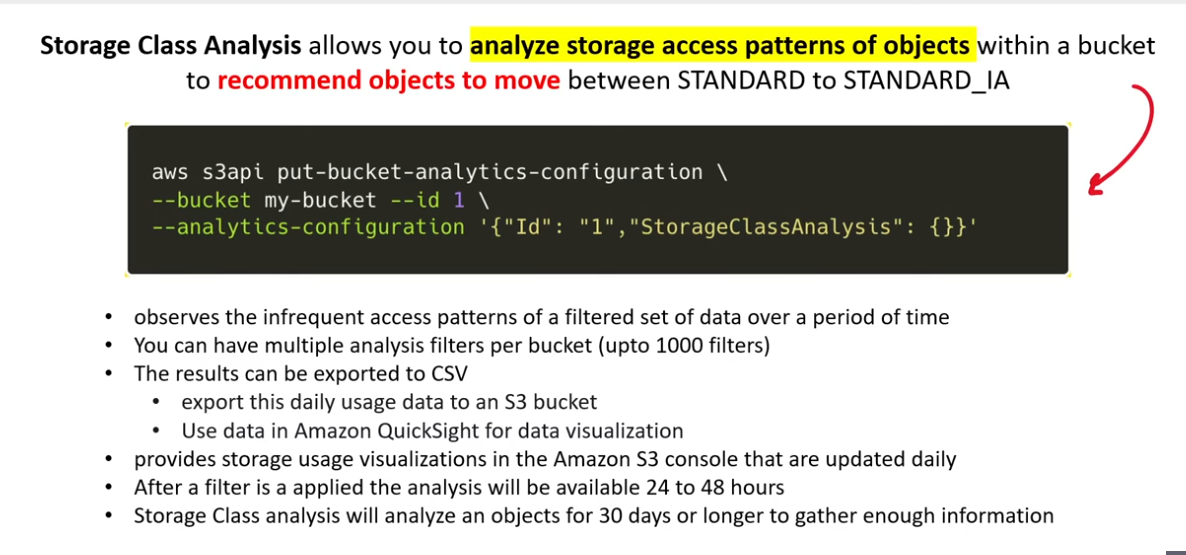 Storage Class Analysis allows you to analyze storage access patterns of objects within a bucket
to recommend objects to move between STANDARD to STANDARD_IA
aws s3api put-bucket-analytics-configuration \
--bucket my-bucket --id 1 \
--analytics-configuration '{"Id": "1","StorageClassAnalysis": {}}'
• observes the infrequent access patterns of a filtered set of data over a period of time
• You can have multiple analysis filters per bucket (upto 1000 filters)
• The results can be exported to CSV
• export this daily usage data to an S3 bucket
• Use data in Amazon QuickSight for data visualization
• provides storage usage visualizations in the Amazon S3 console that are updated daily
• After a filter is a applied the analysis will be available 24 to 48 hours
• Storage Class analysis will analyze an objects for 30 days or longer to gather enough information